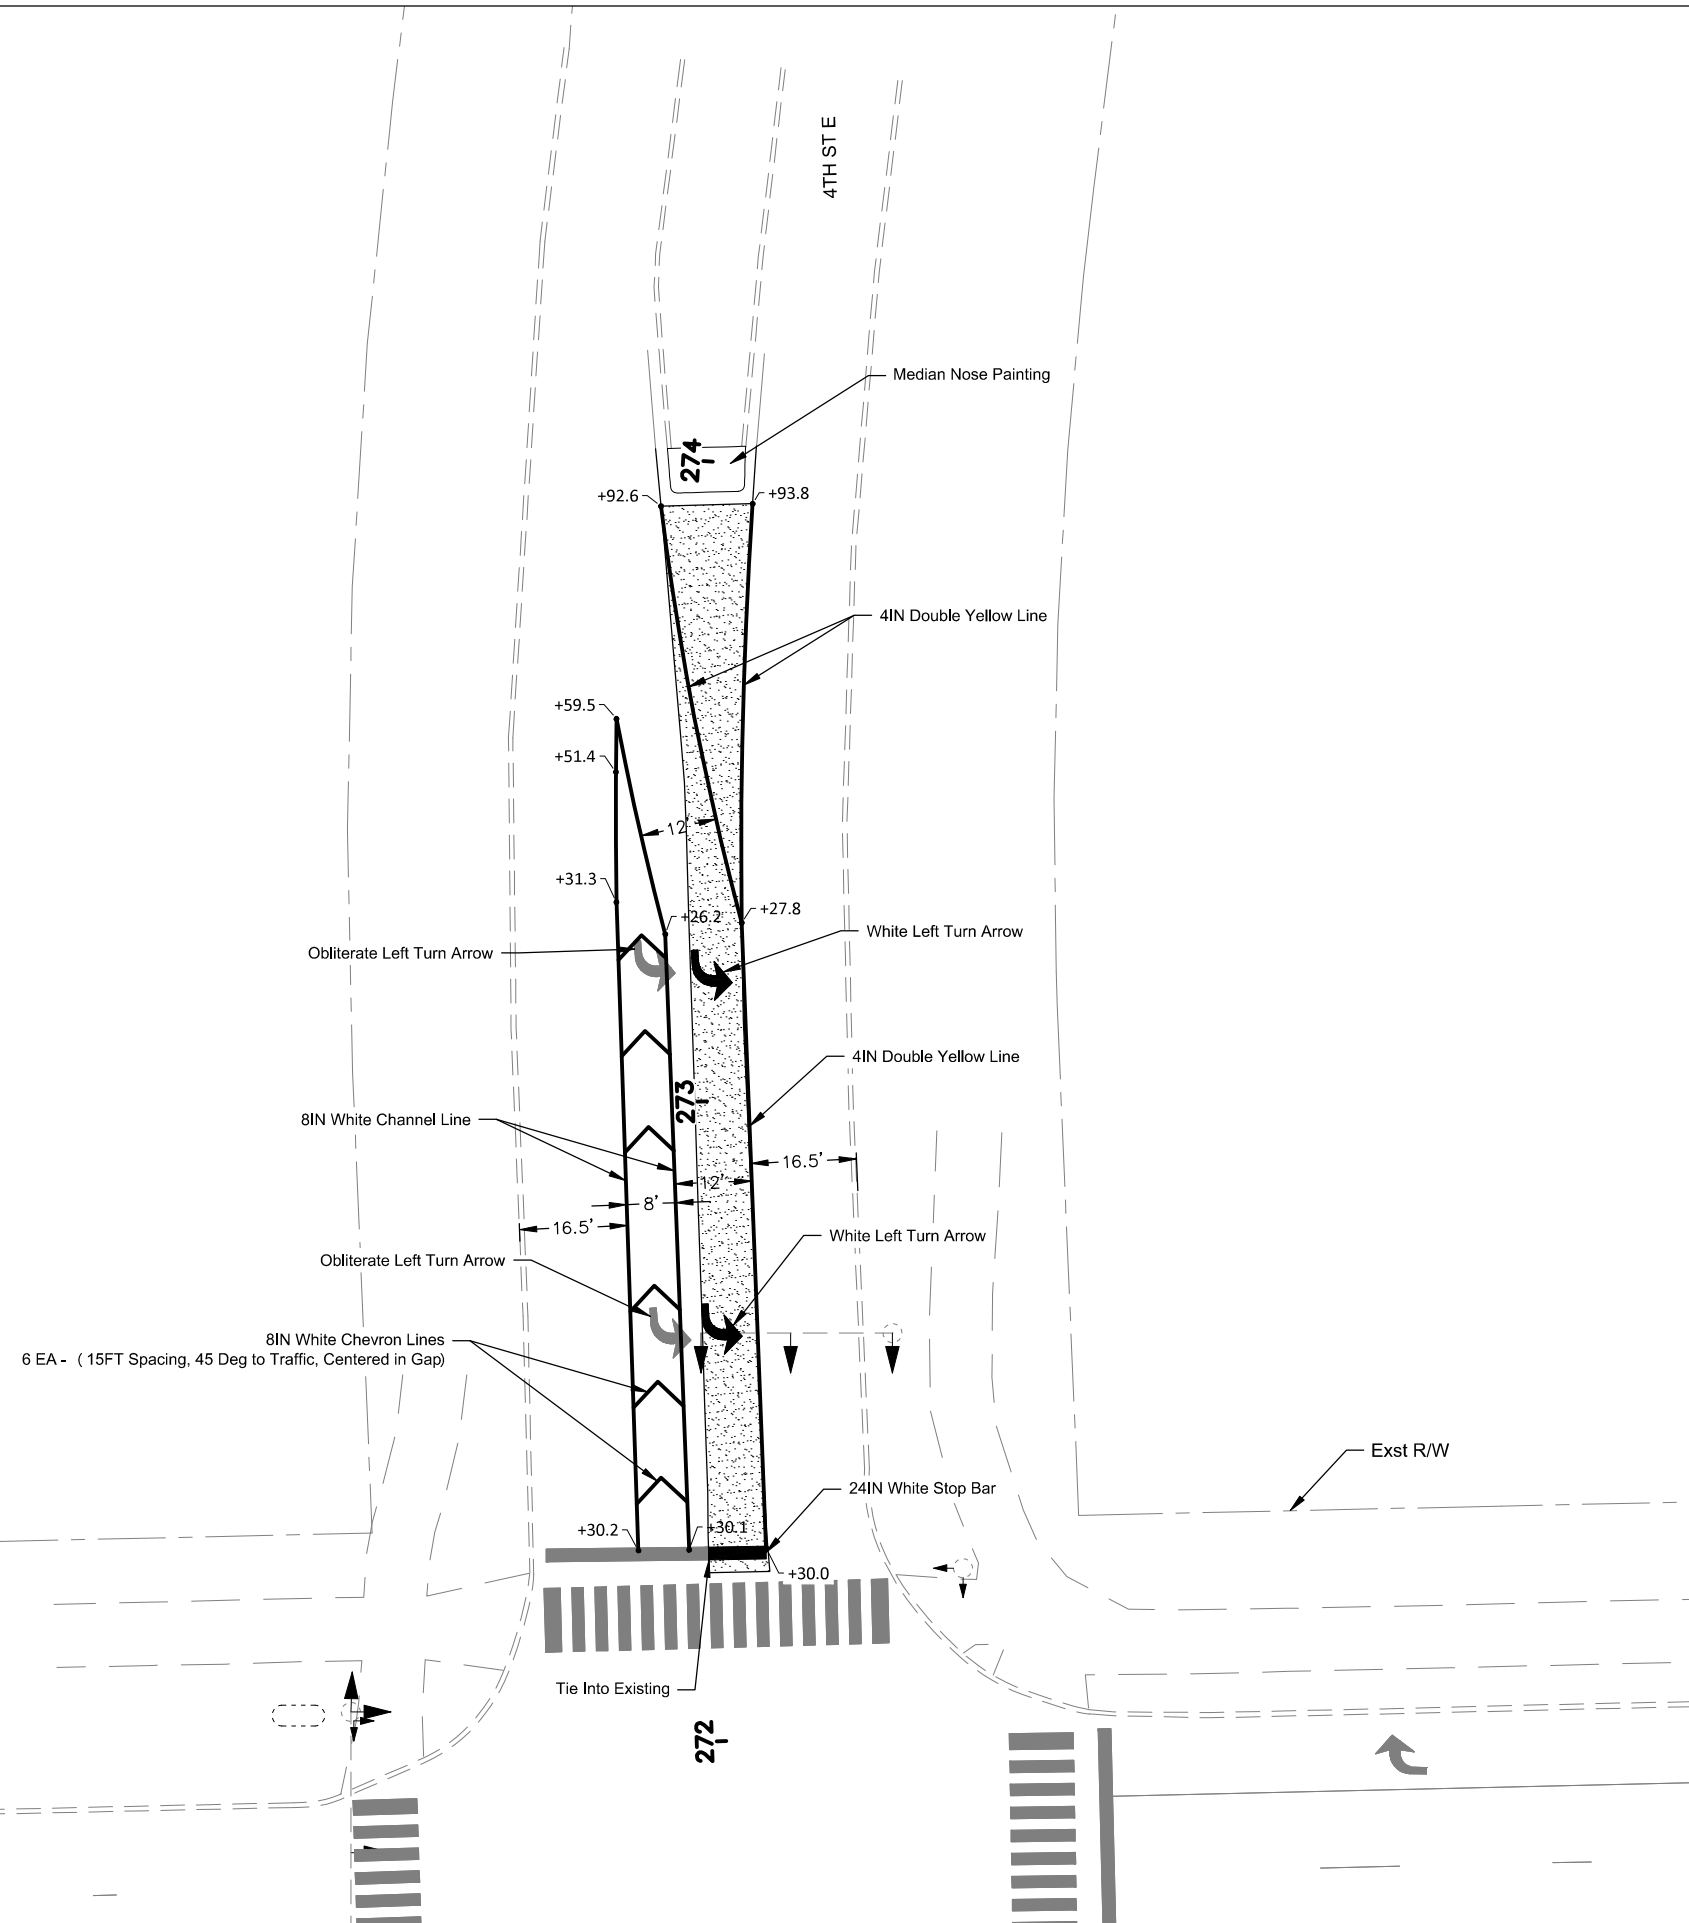 4TH ST E
Median Nose Painting
274
+92.6
+93.8
4IN Double Yellow Line
+59.5
+51.4
12'
+31.3
+26.2
+27.8
White Left Turn Arrow
Obliterate Left Turn Arrow
4IN Double Yellow Line
273
8IN White Channel Line
16.5'
12'
8'
16.5'
White Left Turn Arrow
Obliterate Left Turn Arrow
8IN White Chevron Lines
6 EA - ( 15FT Spacing, 45 Deg to Traffic, Centered in Gap)
Exst R/W
24IN White Stop Bar
+30.2
+30.1
+30.0
Tie Into Existing
272